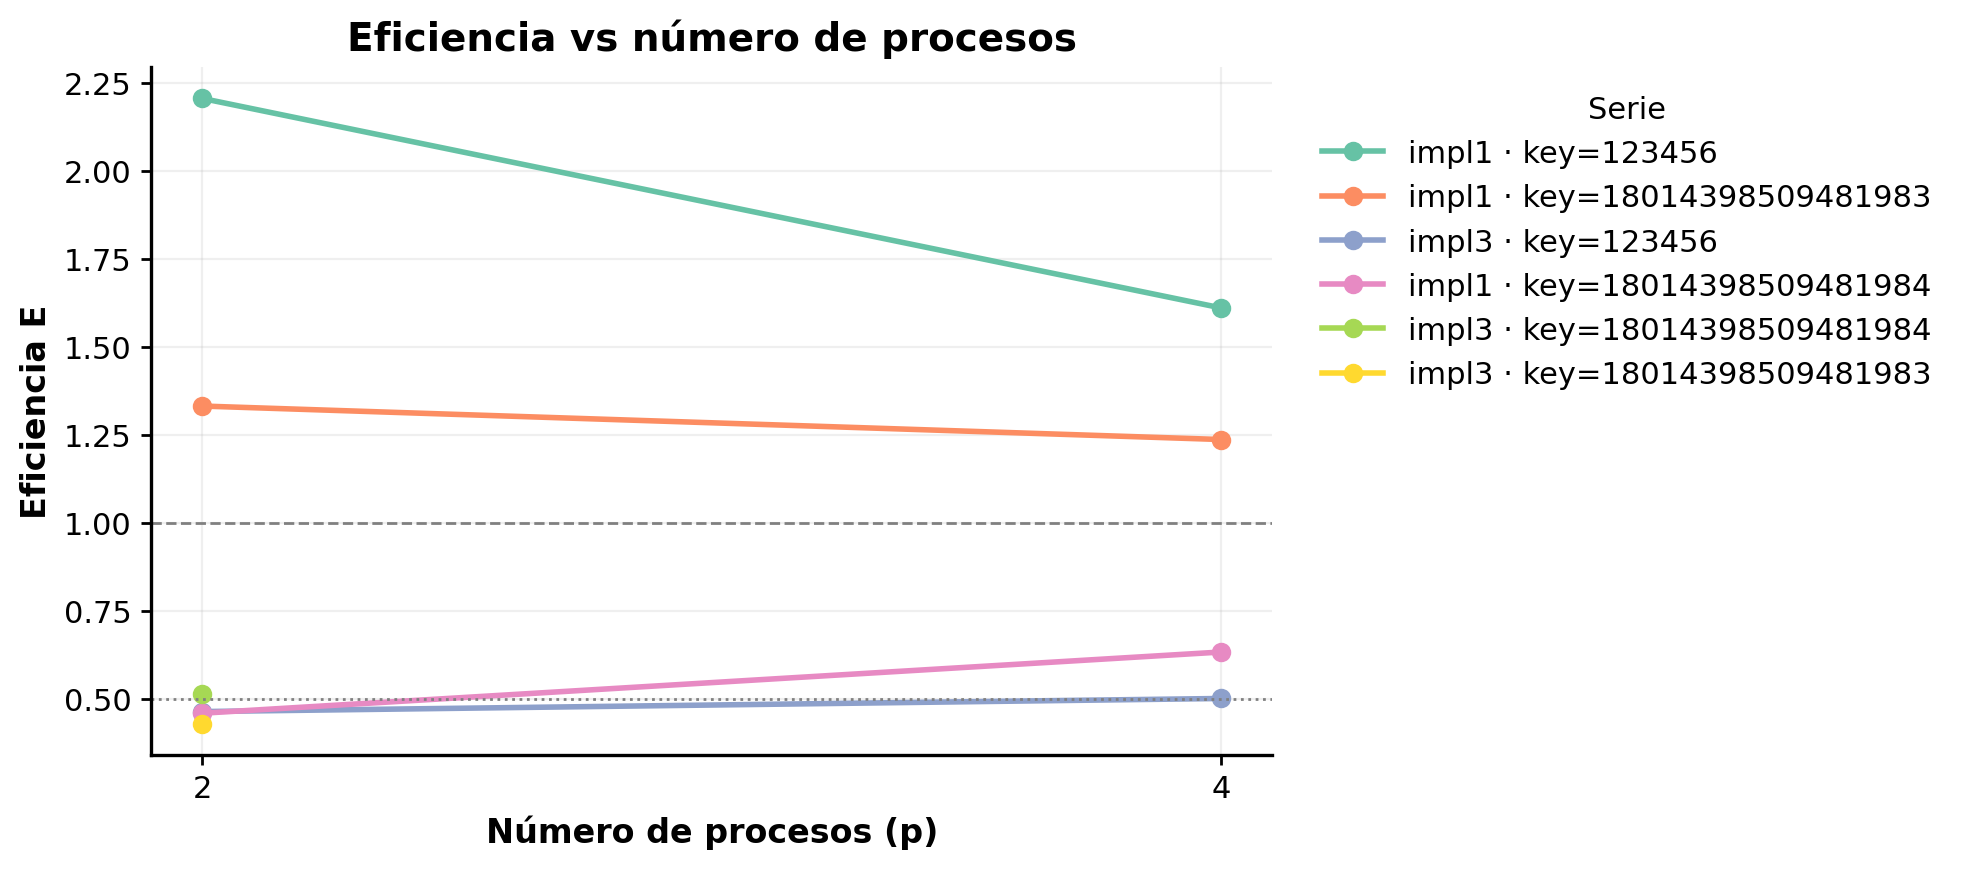 Eficiencia vs número de procesos
Eficiencia E
2.25
2.00
1.75
1.50
1.25
1.00
0.75
0.50
2
4
Número de procesos (p)
Serie
impl1 · key=123456
impl1 · key=18014398509481983
impl3 · key=123456
impl1 · key=18014398509481984
impl3 · key=18014398509481984
impl3 · key=18014398509481983